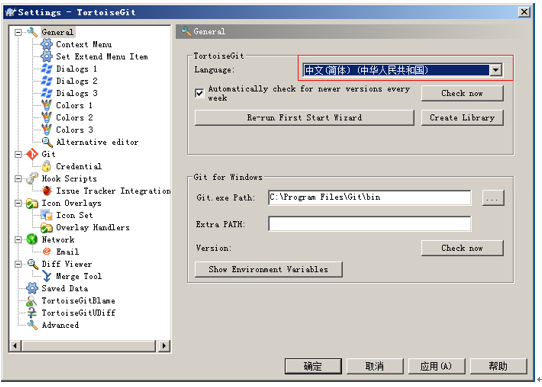 Settings - TortoiseGit
General
Context Menu
Set Extend Menu Item
Dialogs 1
Dialogs 2
Dialogs 3
Colors 1
Colors 2
Colors 3
Alternative editor
Git
Credential
Hook Scripts
Issue Tracker Integration
Icon Overlays
Icon Set
Overlay Handlers
Network
Email
Diff Viewer
Merge Tool
Saved Data
TortoiseGitBlame
TortoiseGitUDiff
Advanced
General
TortoiseGit
Language:
中文(简体) (中华人民共和国)
Automatically check for newer versions every
week
Check now
Re-run First Start Wizard
Create Library
Git for Windows
Git.exe Path:
C:\Program Files\Git\bin
...
Extra PATH:
Version:
Check now
Show Environment Variables
确定
取消
应用(A)
帮助